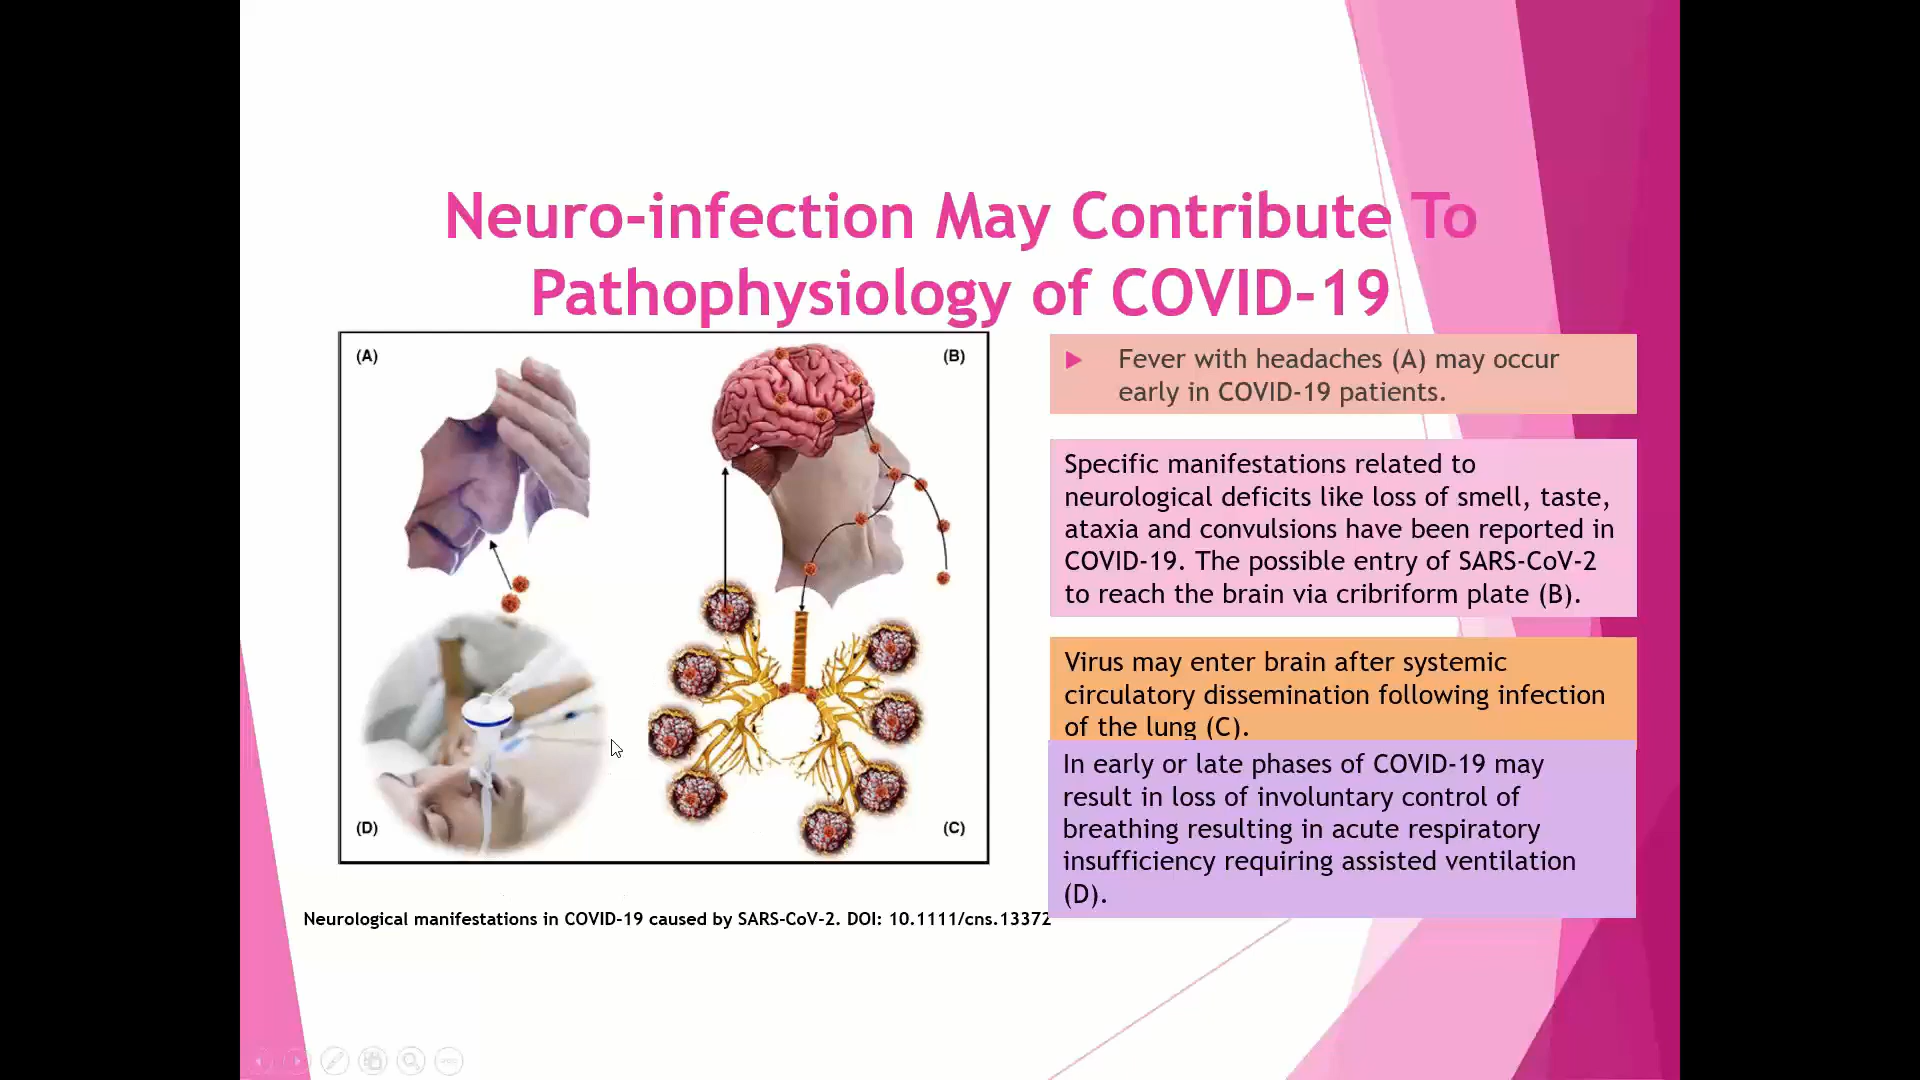 Neuro-infection May Contribute To
Pathophysiology of COVID-19
(A)
(B)
(D)
(C)
Neurological manifestations in COVID-19 caused by SARS-CoV-2. DOI: 10.1111/cns.13372
Fever with headaches (A) may occur
early in COVID-19 patients.
Specific manifestations related to
neurological deficits like loss of smell, taste,
ataxia and convulsions have been reported in
COVID-19. The possible entry of SARS-CoV-2
to reach the brain via cribriform plate (B).
Virus may enter brain after systemic
circulatory dissemination following infection
of the lung (C).
In early or late phases of COVID-19 may
result in loss of involuntary control of
breathing resulting in acute respiratory
insufficiency requiring assisted ventilation
(D).